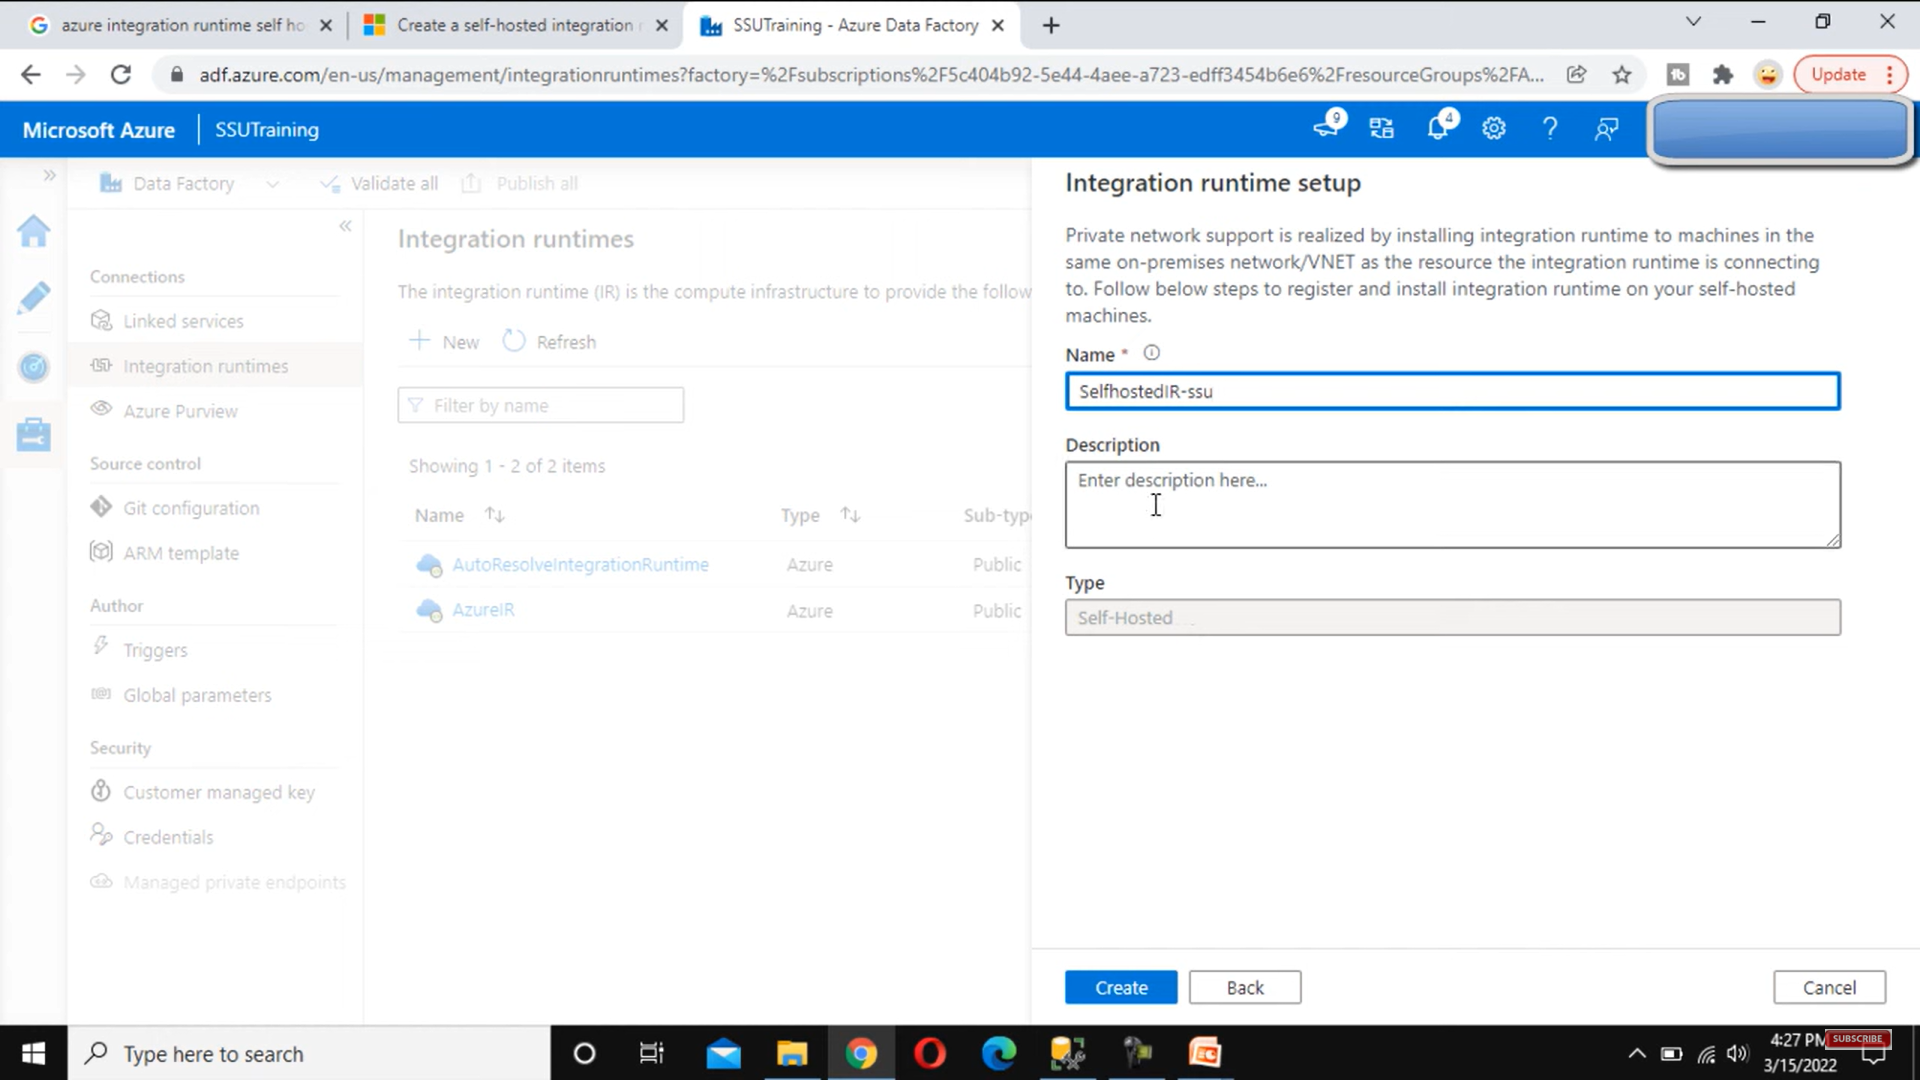 azure integration runtime self ho
Create a self-hosted integration r
SSUTraining - Azure Data Factory
adf.azure.com/en-us/management/integrationruntimes?factory=%2Fsubscriptions%2F5c404b92-5e44-4aee-a723-edff3454b6e6%2FresourceGroups%2FA...
Update
Microsoft Azure
SSUTraining
9
4
Data Factory
Validate all
Publish all
Connections
Linked services
Integration runtimes
Azure Purview
Source control
Git configuration
ARM template
Author
Triggers
Global parameters
Security
Customer managed key
Credentials
Managed private endpoints
Integration runtimes
The integration runtime (IR) is the compute infrastructure to provide the follow
New
Refresh
Filter by name
Showing 1 - 2 of 2 items
Name Type Sub-type
AutoResolveIntegrationRuntime Azure Public
AzureIR Azure Public
Integration runtime setup
Private network support is realized by installing integration runtime to machines in the
same on-premises network/VNET as the resource the integration runtime is connecting
to. Follow below steps to register and install integration runtime on your self-hosted
machines.
Name *
SelfhostedIR-ssu
Description
Enter description here...
Type
Self-Hosted
Create
Back
Cancel
Type here to search
4:27 PM
3/15/2022
SUBSCRIBE